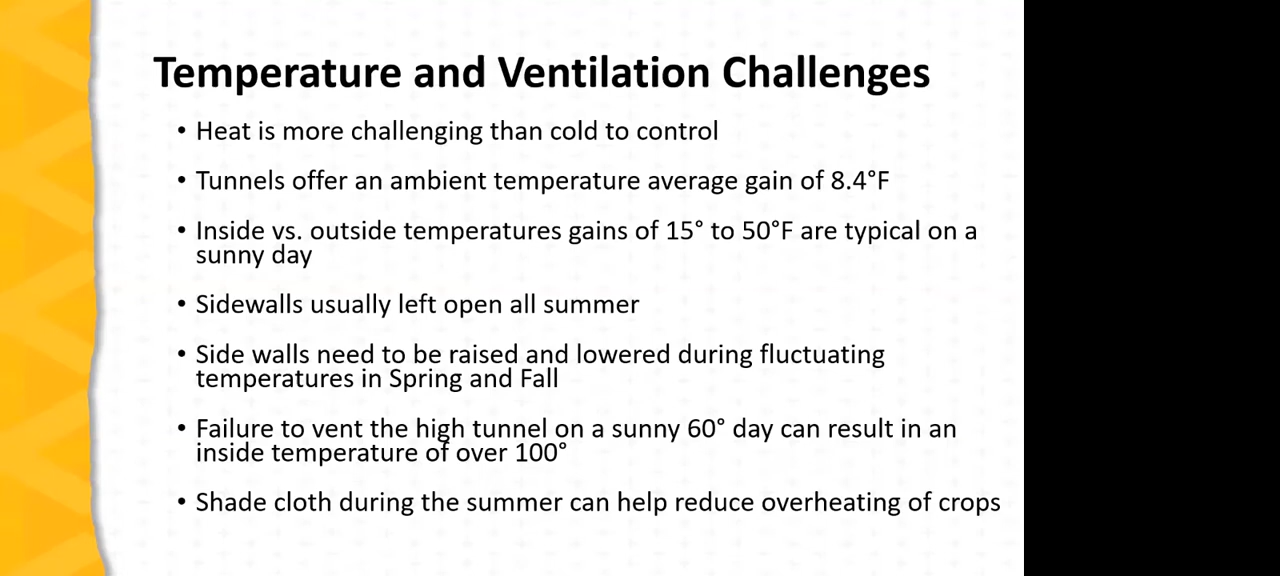 Temperature and Ventilation Challenges
• Heat is more challenging than cold to control
• Tunnels offer an ambient temperature average gain of 8.4°F
• Inside vs. outside temperatures gains of 15° to 50°F are typical on a
sunny day
• Sidewalls usually left open all summer
• Side walls need to be raised and lowered during fluctuating
temperatures in Spring and Fall
• Failure to vent the high tunnel on a sunny 60° day can result in an
inside temperature of over 100°
• Shade cloth during the summer can help reduce overheating of crops